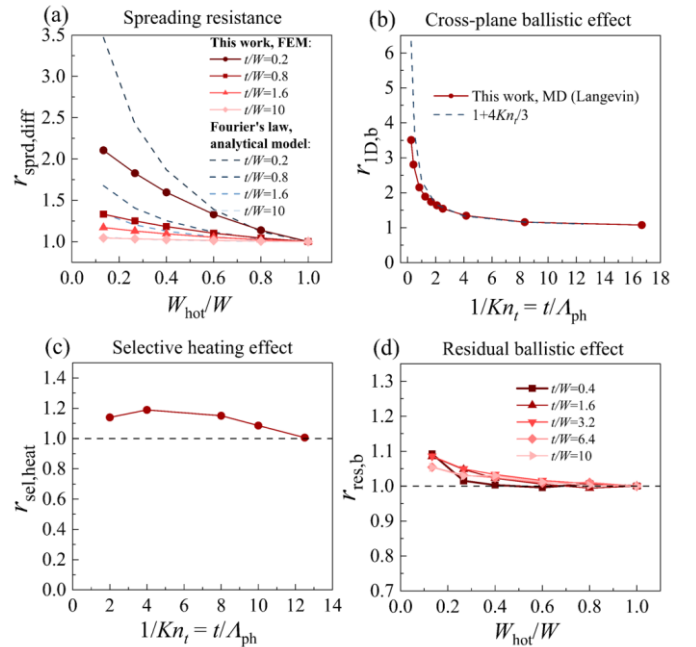 (a) Spreading resistance
This work, FEM:
t/W=0.2
t/W=0.8
t/W=1.6
t/W=10
Fourier's law,
analytical model:
t/W=0.2
t/W=0.8
t/W=1.6
t/W=10
3.5
3.0
2.5
2.0
1.5
1.0
r_sprd,diff
0.0 0.2 0.4 0.6 0.8 1.0
W_hot/W
(b) Cross-plane ballistic effect
This work, MD (Langevin)
1+4Kn_t/3
6
5
4
3
2
1
0
r_1D,b
0 2 4 6 8 10 12 14 16 18
1/Kn_t = t/Λ_ph
(c) Selective heating effect
1.4
1.2
1.0
0.8
0.6
0.4
0.2
0.0
r_sel,heat
0 2 4 6 8 10 12 14
1/Kn_t = t/Λ_ph
(d) Residual ballistic effect
t/W=0.4
t/W=1.6
t/W=3.2
t/W=6.4
t/W=10
1.3
1.2
1.1
1.0
0.9
0.8
0.7
r_res,b
0.0 0.2 0.4 0.6 0.8 1.0
W_hot/W